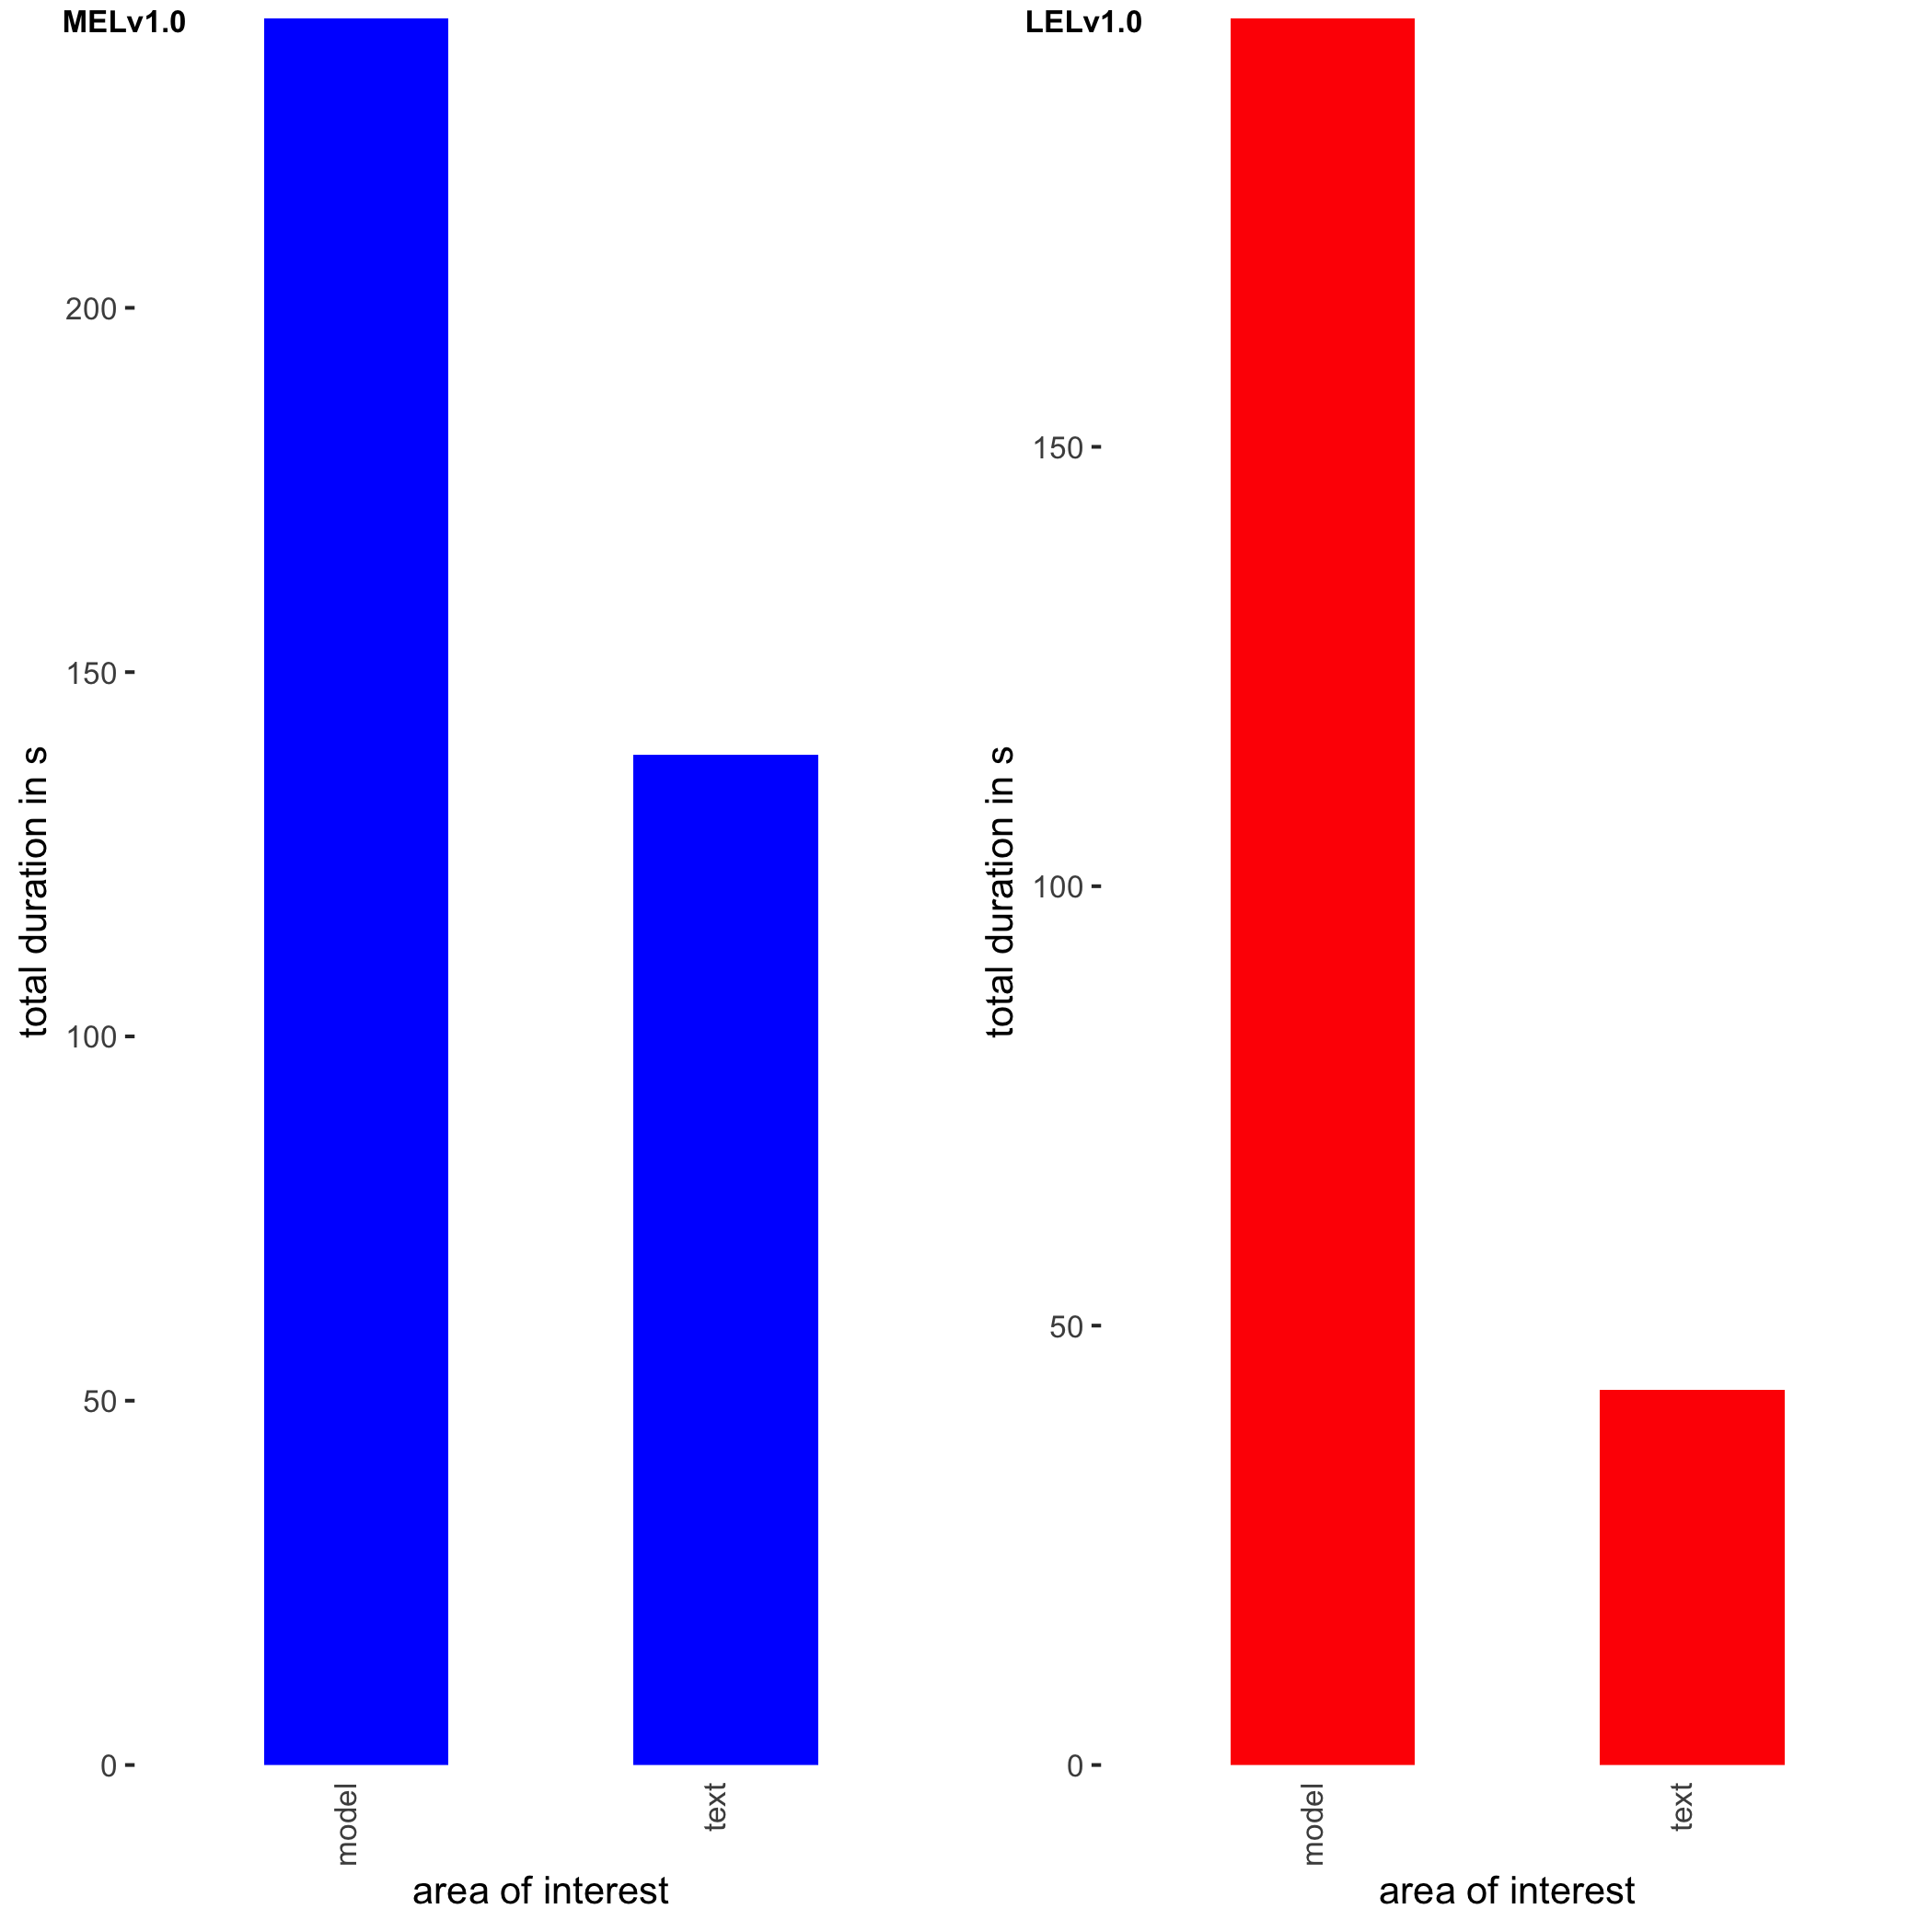 MELv1.0
total duration in s
200
150
100
50
0
model
text
area of interest
LELv1.0
total duration in s
150
100
50
0
model
text
area of interest